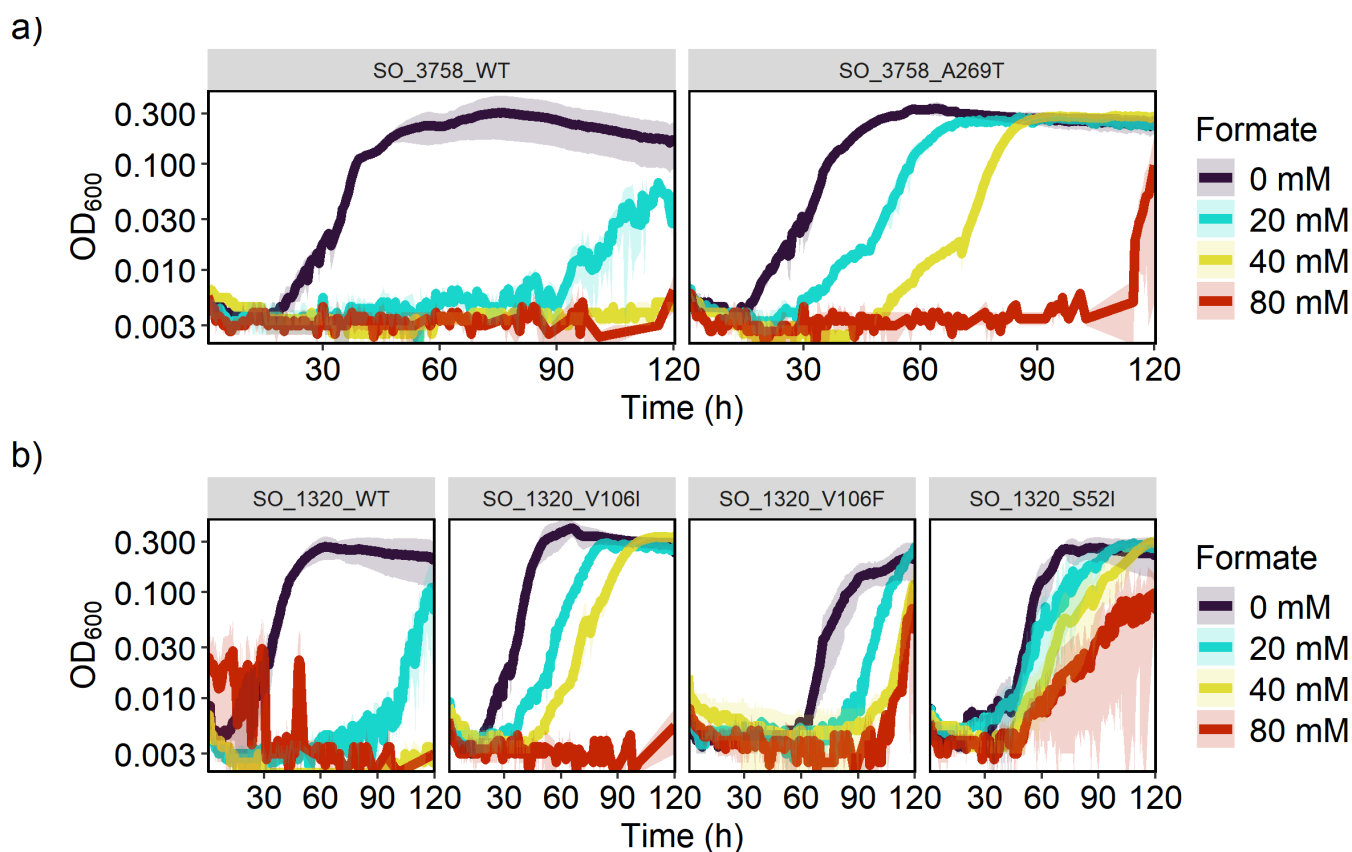 a)
SO_3758_WT SO_3758_A269T
0.300
0.100
0.030
0.010
0.003
OD600
30 60 90 120 30 60 90 120
Time (h)
Formate
0 mM
20 mM
40 mM
80 mM
b)
SO_1320_WT SO_1320_V106I SO_1320_V106F SO_1320_S52I
0.300
0.100
0.030
0.010
0.003
OD600
30 60 90 120 30 60 90 120 30 60 90 120 30 60 90 120
Time (h)
Formate
0 mM
20 mM
40 mM
80 mM